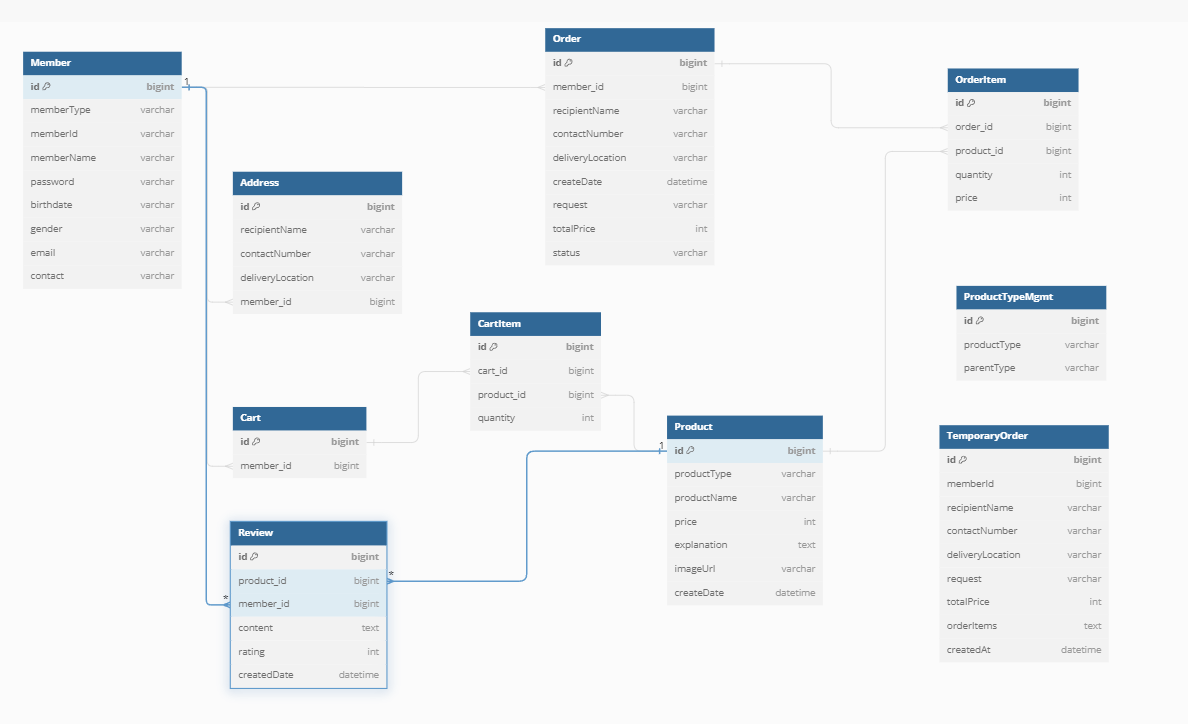 Member
id bigint
memberType varchar
memberId varchar
memberName varchar
password varchar
birthdate varchar
gender varchar
email varchar
contact varchar
1
Address
id bigint
recipientName varchar
contactNumber varchar
deliveryLocation varchar
member_id bigint
Cart
id bigint
member_id bigint
Review
id bigint
product_id bigint
member_id bigint
content text
rating int
createdDate datetime
*
*
CartItem
id bigint
cart_id bigint
product_id bigint
quantity int
Order
id bigint
member_id bigint
recipientName varchar
contactNumber varchar
deliveryLocation varchar
createDate datetime
request varchar
totalPrice int
status varchar
1
Product
id bigint
productType varchar
productName varchar
price int
explanation text
imageUrl varchar
createDate datetime
OrderItem
id bigint
order_id bigint
product_id bigint
quantity int
price int
ProductTypeMgmt
id bigint
productType varchar
parentType varchar
TemporaryOrder
id bigint
memberId bigint
recipientName varchar
contactNumber varchar
deliveryLocation varchar
request varchar
totalPrice int
orderItems text
createdAt datetime